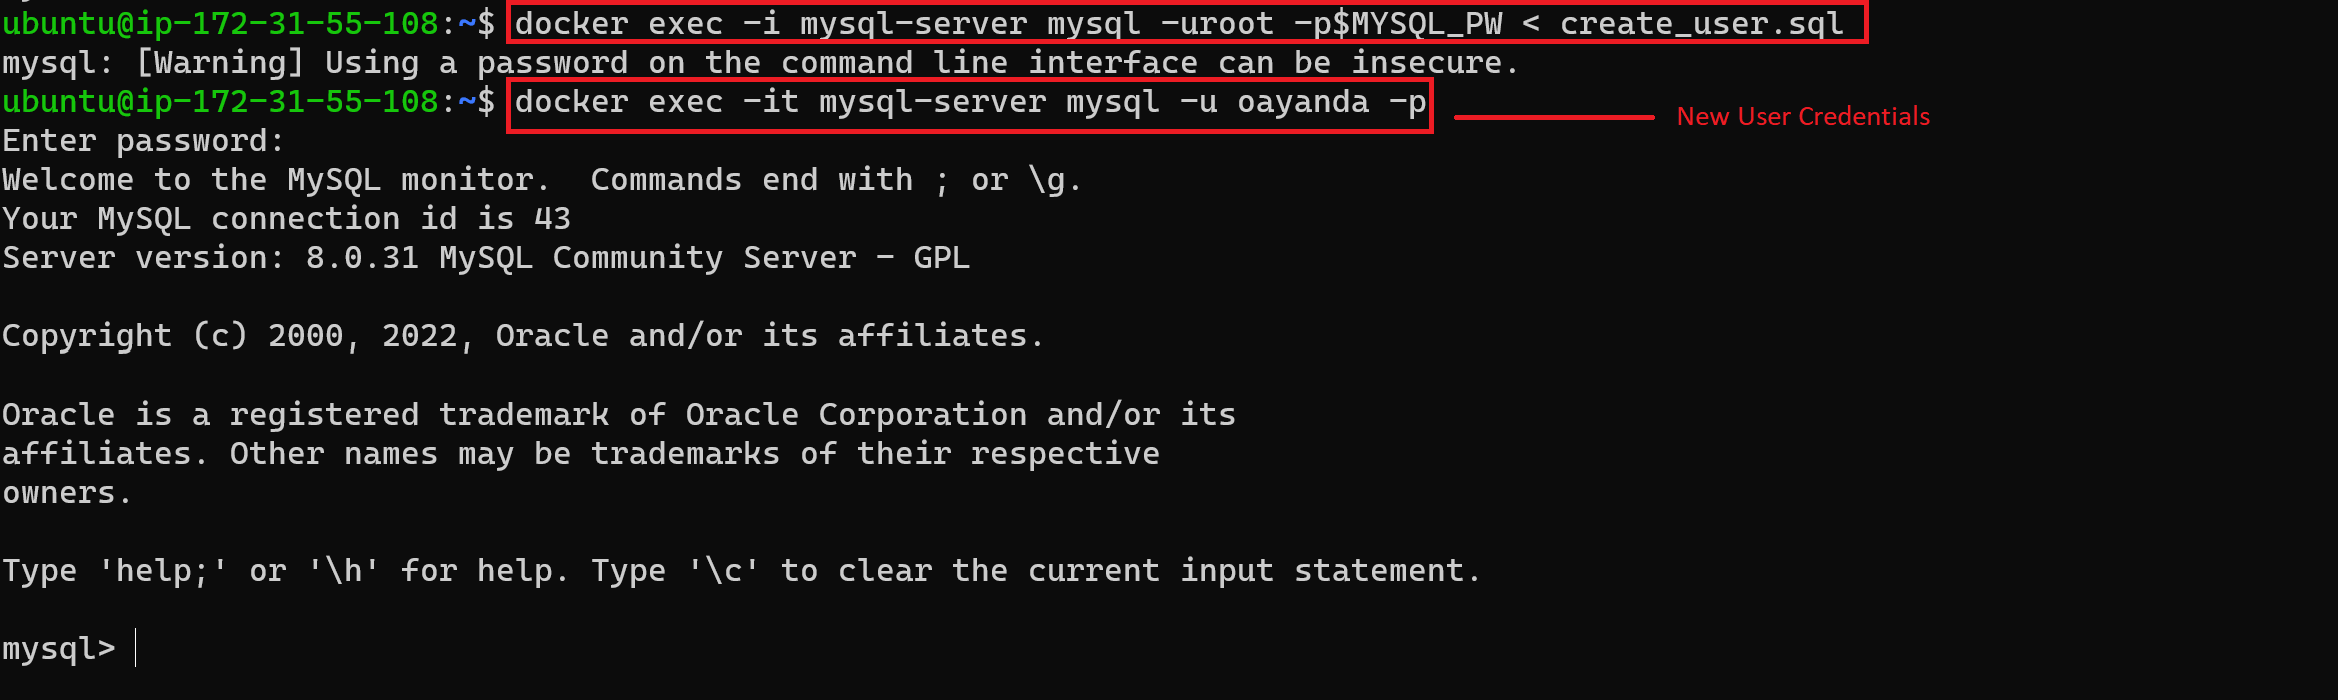 ubuntu@ip-172-31-55-108:~$ docker exec -i mysql-server mysql -uroot -p$MYSQL_PW < create_user.sql
mysql: [Warning] Using a password on the command line interface can be insecure.
ubuntu@ip-172-31-55-108:~$ docker exec -it mysql-server mysql -u oayanda -p
New User Credentials
Enter password:
Welcome to the MySQL monitor.  Commands end with ; or \g.
Your MySQL connection id is 43
Server version: 8.0.31 MySQL Community Server - GPL
Copyright (c) 2000, 2022, Oracle and/or its affiliates.
Oracle is a registered trademark of Oracle Corporation and/or its
affiliates. Other names may be trademarks of their respective
owners.
Type 'help;' or '\h' for help. Type '\c' to clear the current input statement.
mysql>